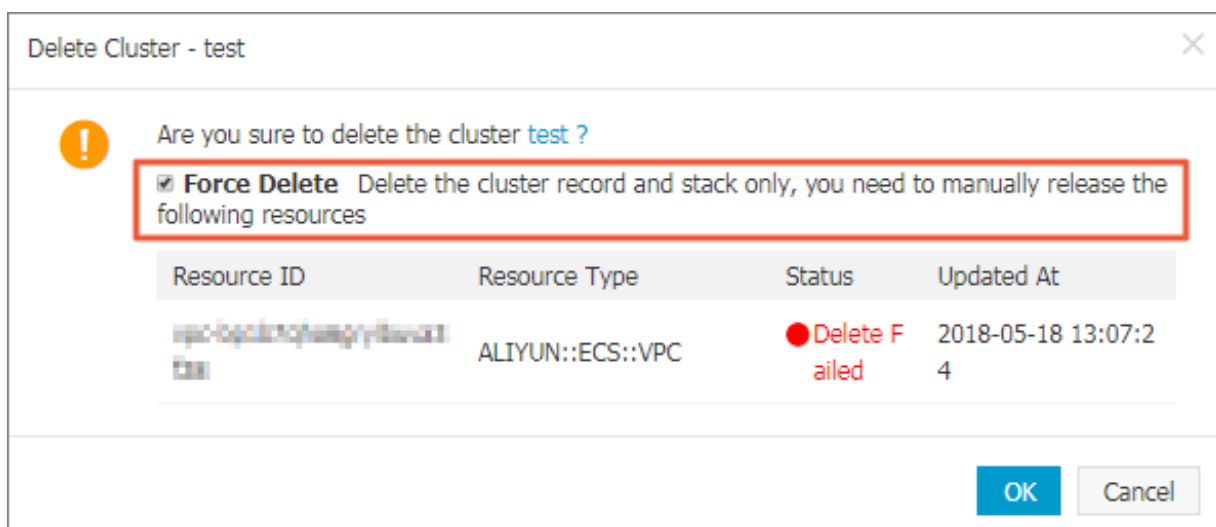 Delete Cluster - test
Are you sure to delete the cluster test ?
Force Delete Delete the cluster record and stack only, you need to manually release the
following resources
Resource ID Resource Type Status Updated At
ALIYUN::ECS::VPC Delete F 2018-05-18 13:07:2
ailed 4
OK Cancel